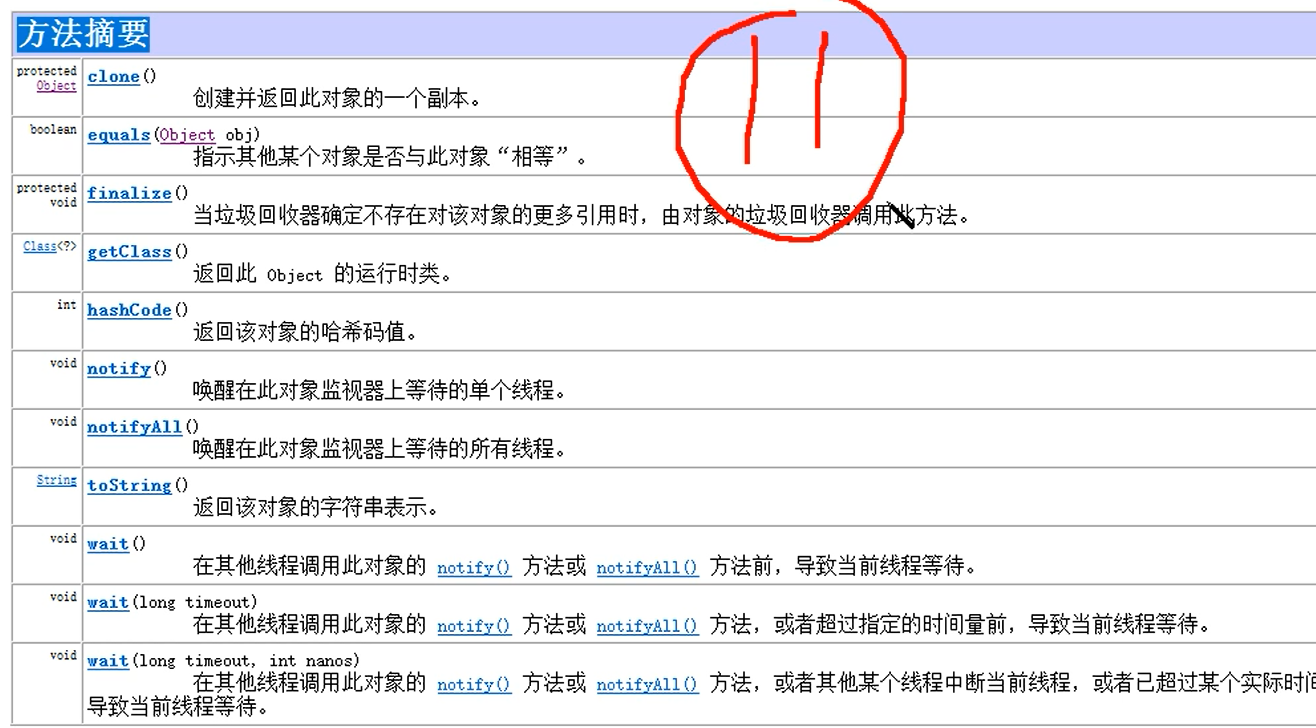 方法摘要
11
protected Object
clone()
创建并返回此对象的一个副本。
boolean
equals(Object obj)
指示其他某个对象是否与此对象“相等”。
protected void
finalize()
当垃圾回收器确定不存在对该对象的更多引用时，由对象的垃圾回收器调用此方法。
Class<?>
getClass()
返回此 Object 的运行时类。
int
hashCode()
返回该对象的哈希码值。
void
notify()
唤醒在此对象监视器上等待的单个线程。
void
notifyAll()
唤醒在此对象监视器上等待的所有线程。
String
toString()
返回该对象的字符串表示。
void
wait()
在其他线程调用此对象的 notify() 方法或 notifyAll() 方法前，导致当前线程等待。
void
wait(long timeout)
在其他线程调用此对象的 notify() 方法或 notifyAll() 方法，或者超过指定的时间量前，导致当前线程等待。
void
wait(long timeout, int nanos)
在其他线程调用此对象的 notify() 方法或 notifyAll() 方法，或者其他某个线程中断当前线程，或者已超过某个实际时间
导致当前线程等待。